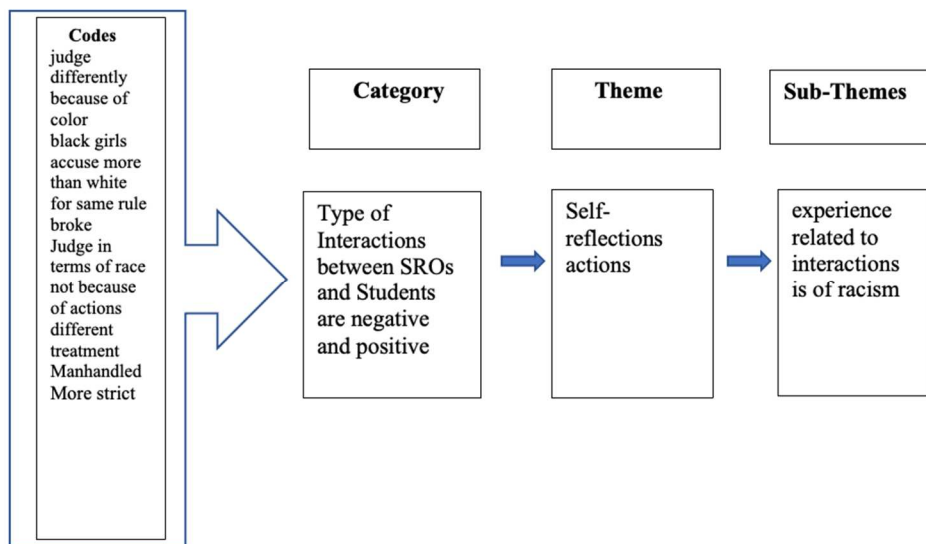 Codes
judge
differently
because of
color
black girls
accuse more
than white
for same rule
broke
Judge in
terms of race
not because
of actions
different
treatment
Manhandled
More strict
Category
Theme
Sub-Themes
Type of
Interactions
between SROs
and Students
are negative
and positive
Self-
reflections
actions
experience
related to
interactions
is of racism